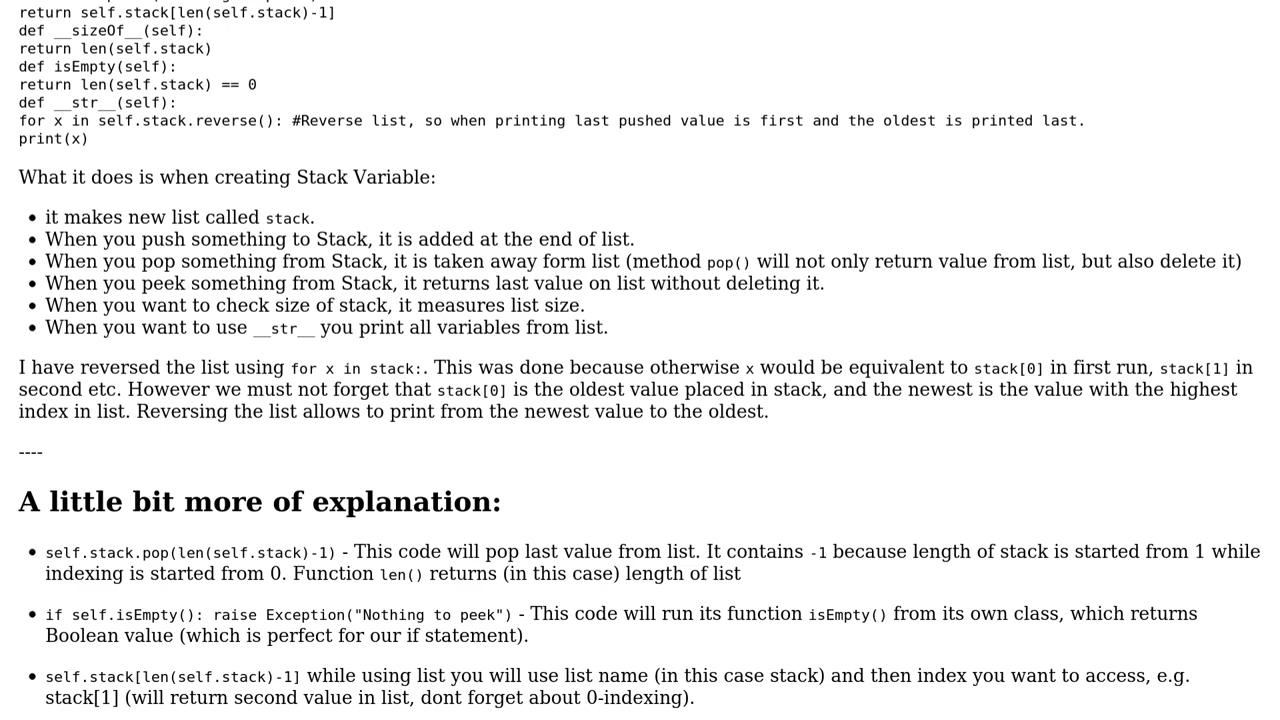 return self.stack[len(self.stack)-1]
def __sizeOf__(self):
return len(self.stack)
def isEmpty(self):
return len(self.stack) == 0
def __str__(self):
for x in self.stack.reverse(): #Reverse list, so when printing last pushed value is first and the oldest is printed last.
print(x)
What it does is when creating Stack Variable:
• it makes new list called stack.
• When you push something to Stack, it is added at the end of list.
• When you pop something from Stack, it is taken away form list (method pop() will not only return value from list, but also delete it)
• When you peek something from Stack, it returns last value on list without deleting it.
• When you want to check size of stack, it measures list size.
• When you want to use __str__ you print all variables from list.
I have reversed the list using for x in stack:. This was done because otherwise x would be equivalent to stack[0] in first run, stack[1] in
second etc. However we must not forget that stack[0] is the oldest value placed in stack, and the newest is the value with the highest
index in list. Reversing the list allows to print from the newest value to the oldest.
----
A little bit more of explanation:
• self.stack.pop(len(self.stack)-1) - This code will pop last value from list. It contains -1 because length of stack is started from 1 while
indexing is started from 0. Function len() returns (in this case) length of list
• if self.isEmpty(): raise Exception("Nothing to peek") - This code will run its function isEmpty() from its own class, which returns
Boolean value (which is perfect for our if statement).
• self.stack[len(self.stack)-1] while using list you will use list name (in this case stack) and then index you want to access, e.g.
stack[1] (will return second value in list, dont forget about 0-indexing).